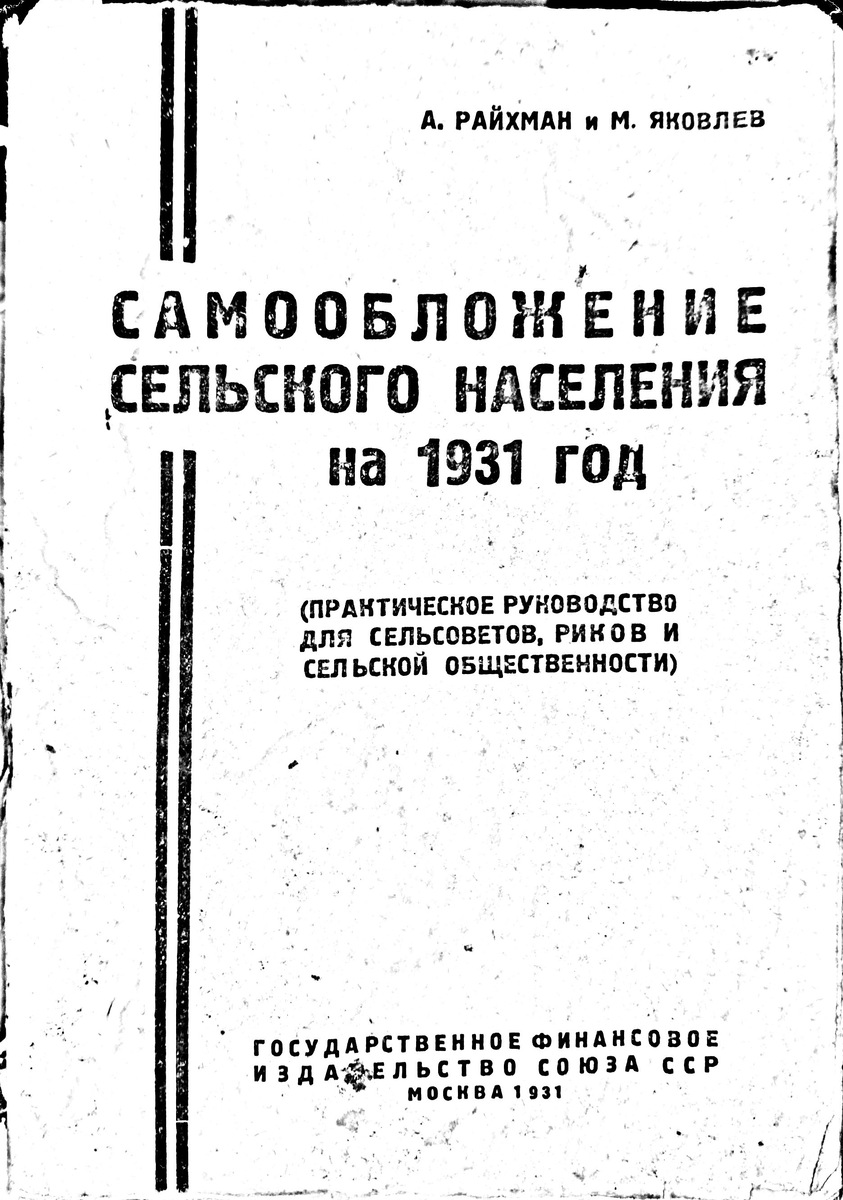 А. РАЙХМАН и М. ЯКОВЛЕВ
САМООБЛОЖЕНИЕ
СЕЛЬСКОГО НАСЕЛЕНИЯ
на 1931 год
(ПРАКТИЧЕСКОЕ РУКОВОДСТВО
ДЛЯ СЕЛЬСОВЕТОВ, РИКОВ И
СЕЛЬСКОЙ ОБЩЕСТВЕННОСТИ)
ГОСУДАРСТВЕННОЕ ФИНАНСОВОЕ
ИЗДАТЕЛЬСТВО СОЮЗА ССР
МОСКВА 1931